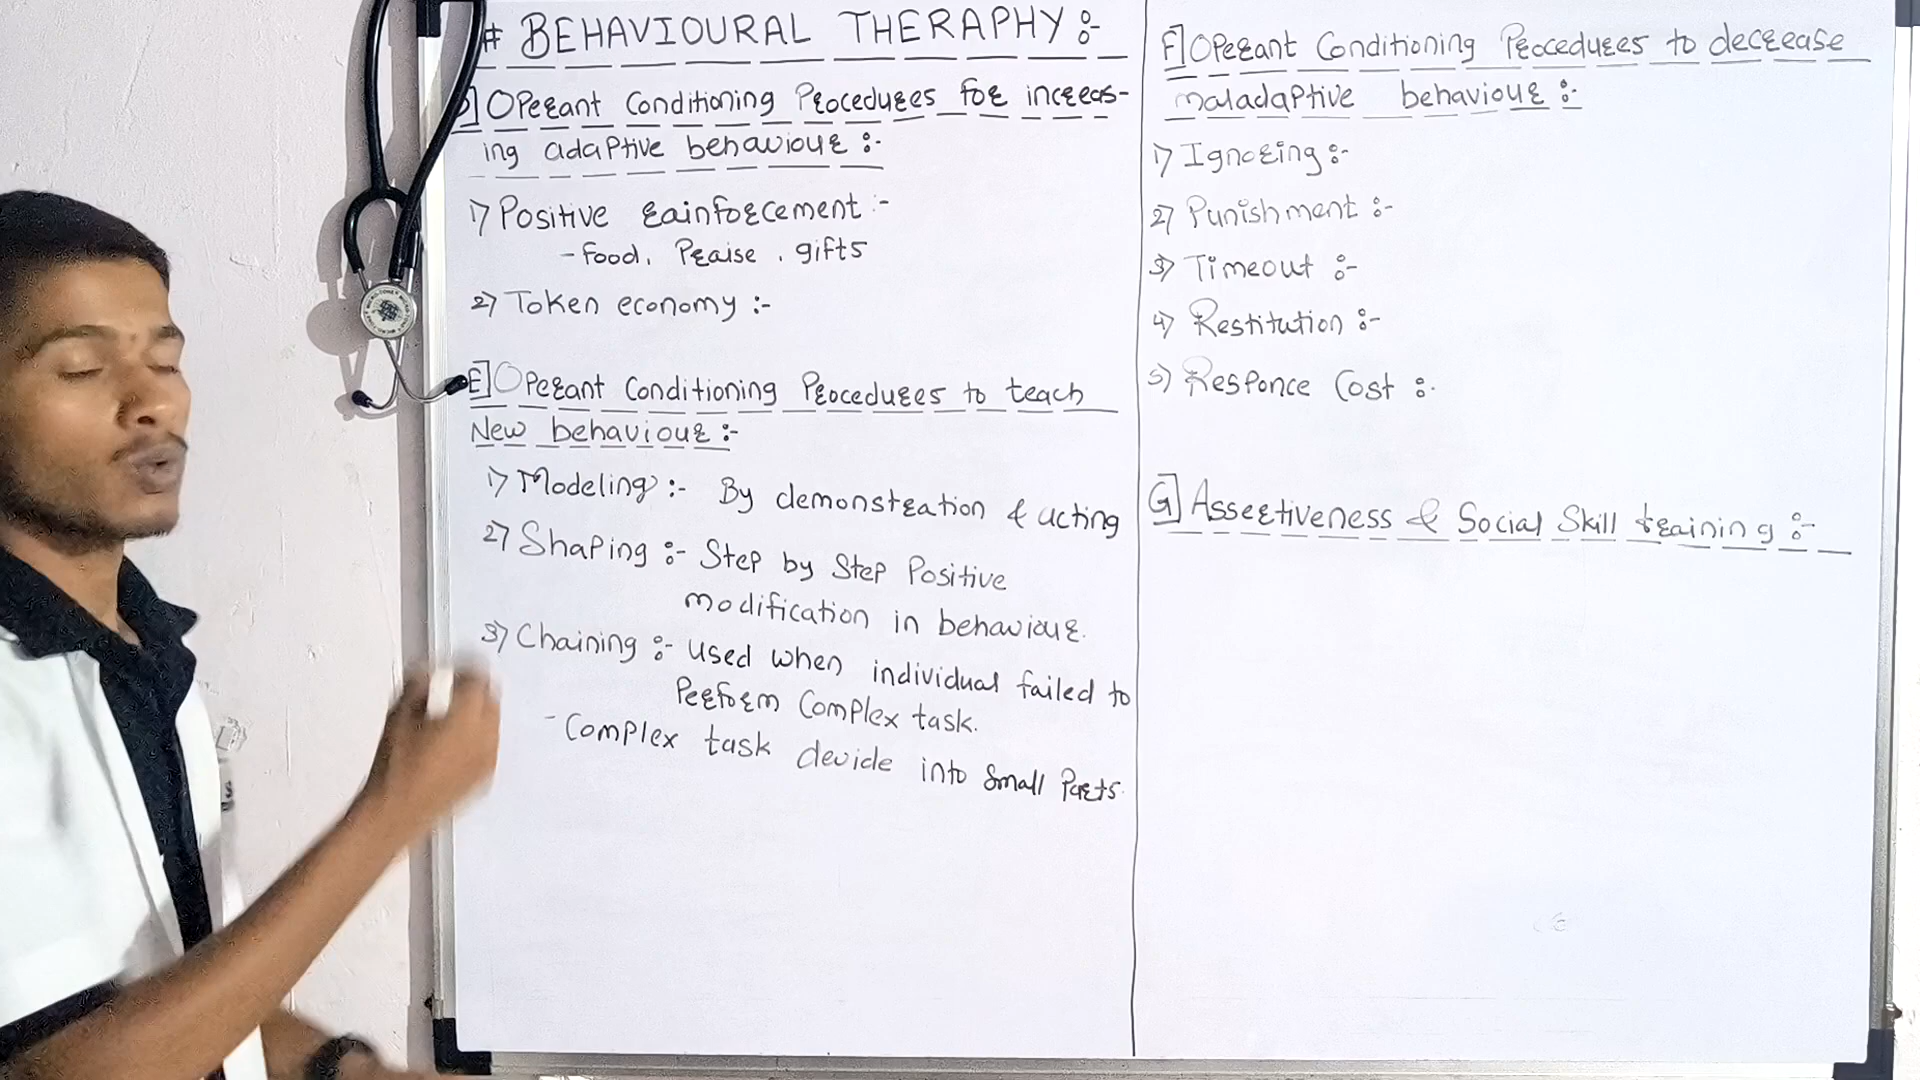 # BEHAVIOURAL THERAPHY :-
D] Operant Conditioning Procedures for increas-
ing adaptive behaviour :-
1) Positive rainforcement :-
- food, Praise, gifts
2) Token economy :-
E] Operant Conditioning Procedures to teach
New behaviour :-
1) Modeling :- By demonstration & acting
2) Shaping :- Step by Step Positive
modification in behaviour.
3) Chaining :- used when individual failed to
Perform Complex task.
- Complex task devide into Small Parts.
F] Operant Conditioning Procedures to decrease
maladaptive behaviour :-
1) Ignoring :-
2) Punishment :-
3) Timeout :-
4) Restitution :-
5) Responce Cost :-
G] Assertiveness & Social Skill training :-